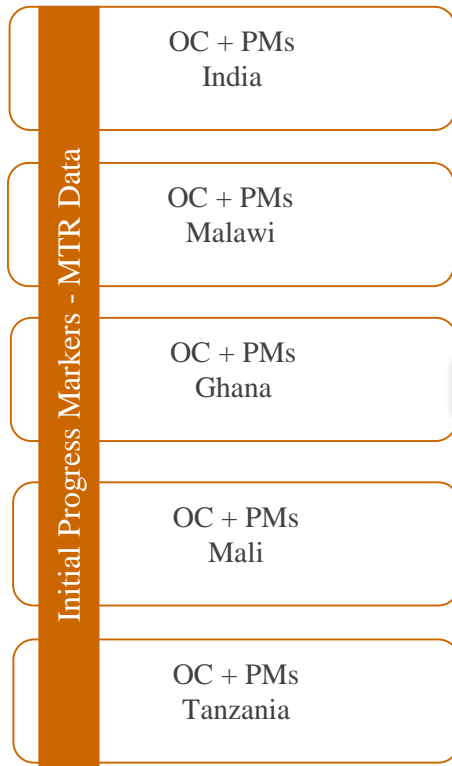 OC + PMs
India
OC + PMs
Malawi
OC + PMs
Ghana
OC + PMs
Mali
OC + PMs
Tanzania
Initial Progress Markers - MTR Data